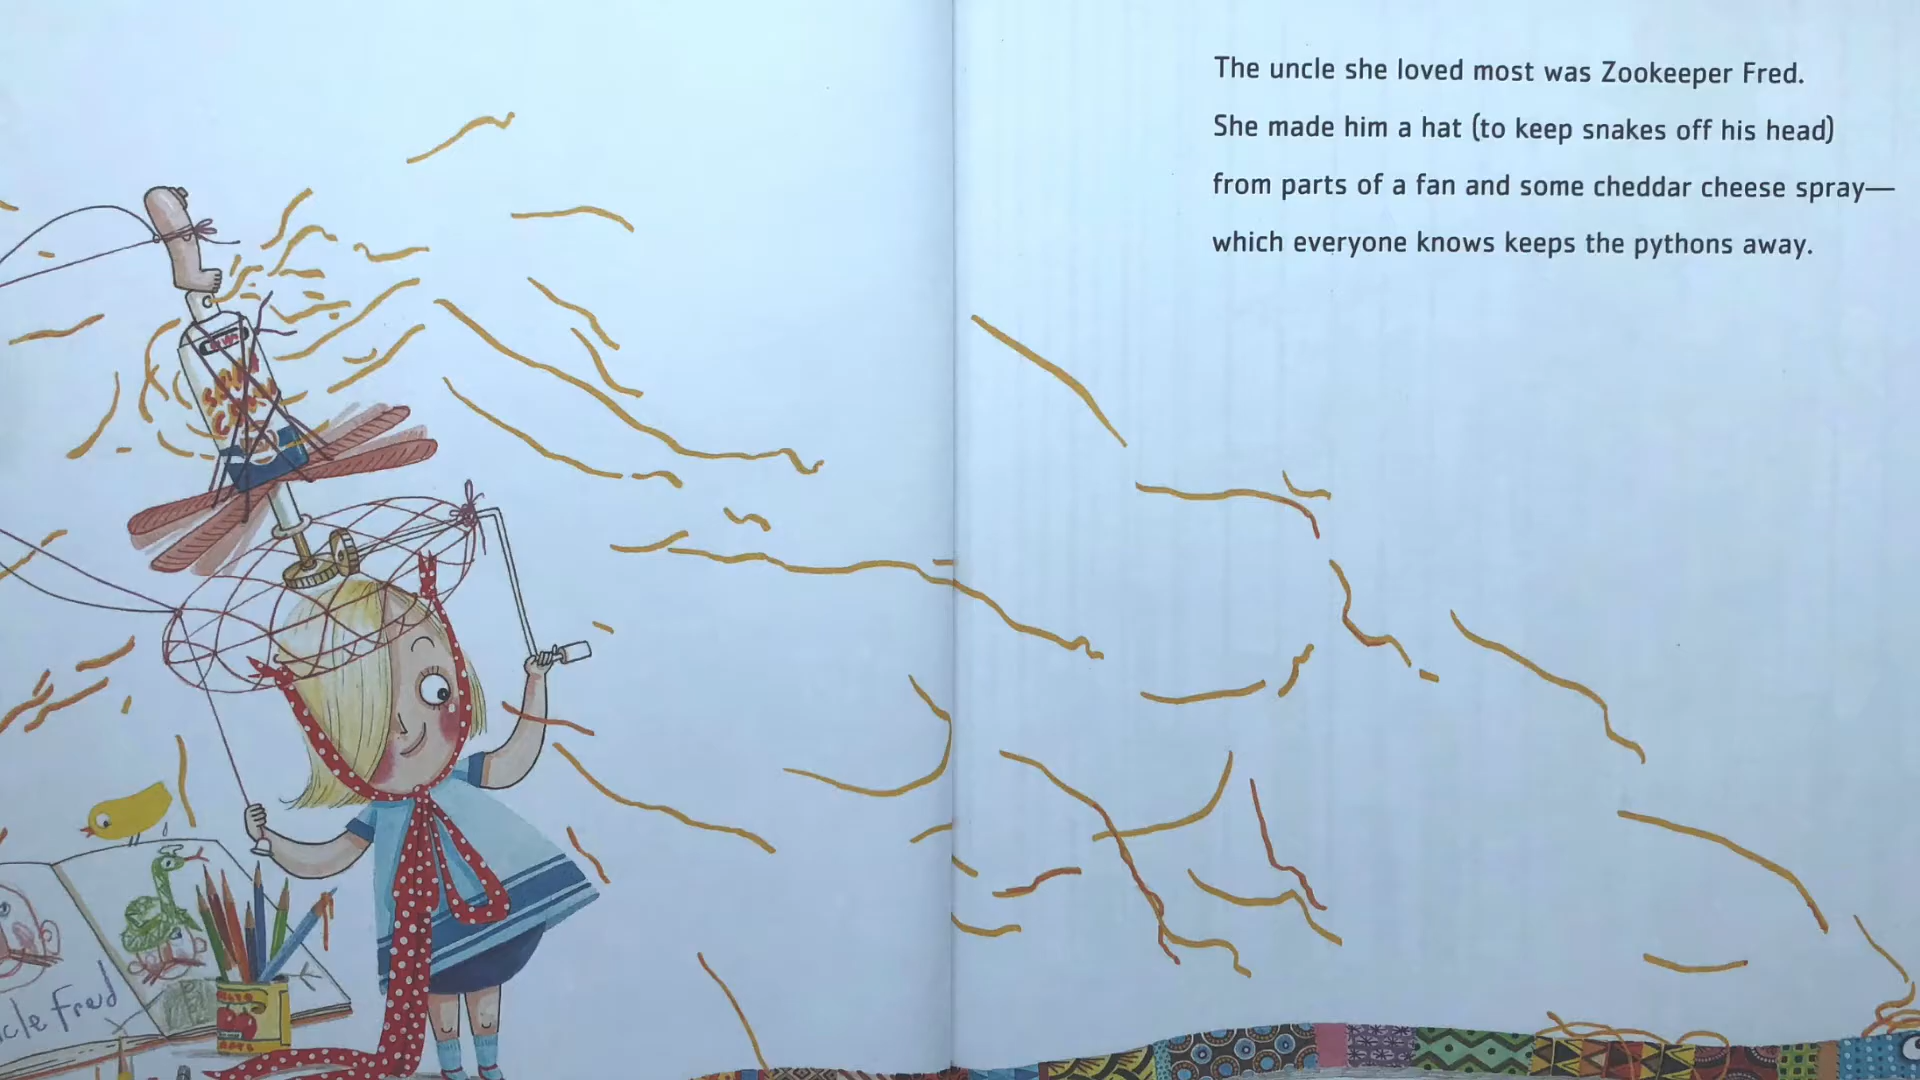 The uncle she loved most was Zookeeper Fred.
She made him a hat (to keep snakes off his head)
from parts of a fan and some cheddar cheese spray—
which everyone knows keeps the pythons away.
Fred